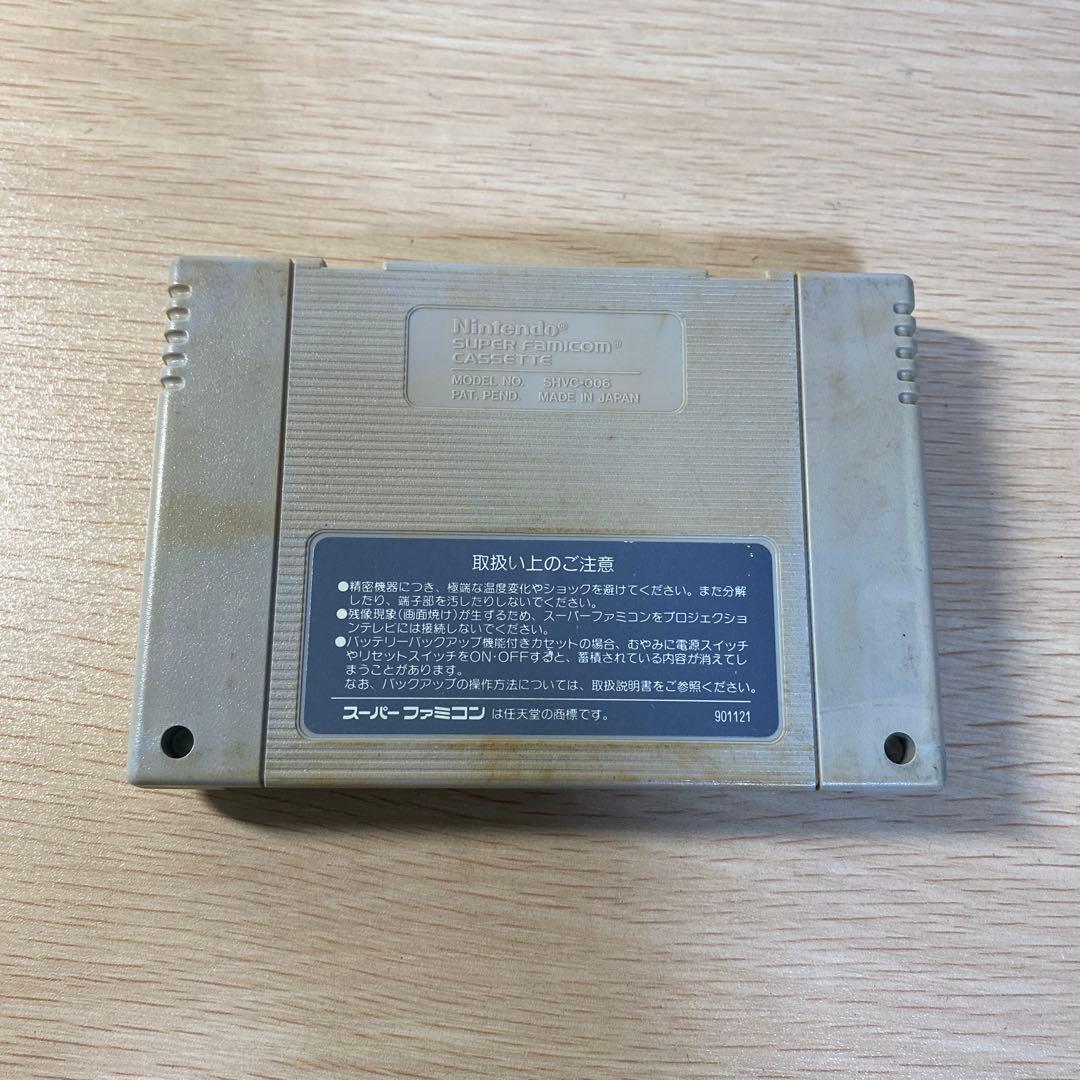 Nintendo®
SUPER FAMICOM®
CASSETTE
MODEL NO. SHVC-006
PAT. PEND. MADE IN JAPAN
取扱い上のご注意
●精密機器につき、極端な温度変化やショックを避けてください。また分解
したり、端子部を汚したりしないでください。
●残像現象(画面焼け)が生ずるため、スーパーファミコンをプロジェクショ
ンテレビには接続しないでください。
●バッテリーバックアップ機能付きカセットの場合、むやみに電源スイッチ
やリセットスイッチをON・OFFすると、蓄積されている内容が消えてし
まうことがあります。
なお、バックアップの操作方法については、取扱説明書をご参照ください。
スーパーファミコン は任天堂の商標です。 901121